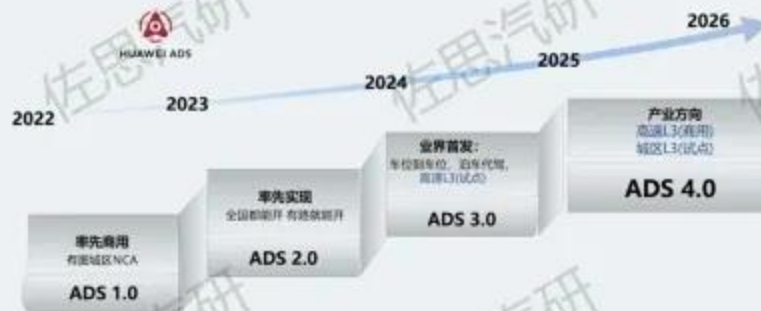 HUAWEI ADS
2022
2023
2024
2025
2026
率先商用
有图城区NCA
ADS 1.0
率先实现
全国都能开 有路就能开
ADS 2.0
业界首发:
车位到车位，泊车代驾，
高速L3(试点)
ADS 3.0
产业方向
高速L3(商用)
城区L3(试点)
ADS 4.0
佐思汽研
佐思汽研